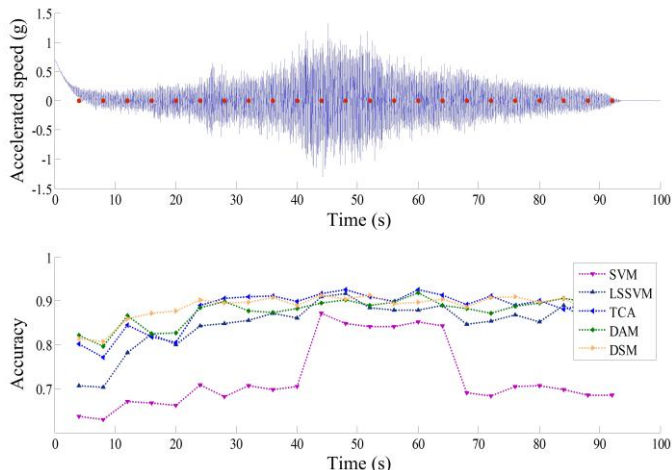 Accelerated speed (g)
1.5
1
0.5
0
-0.5
-1
-1.5
0 10 20 30 40 50 60 70 80 90 100
Time (s)
Accuracy
1
0.9
0.8
0.7
SVM
LSSVM
TCA
DAM
DSM
0 10 20 30 40 50 60 70 80 90 100
Time (s)